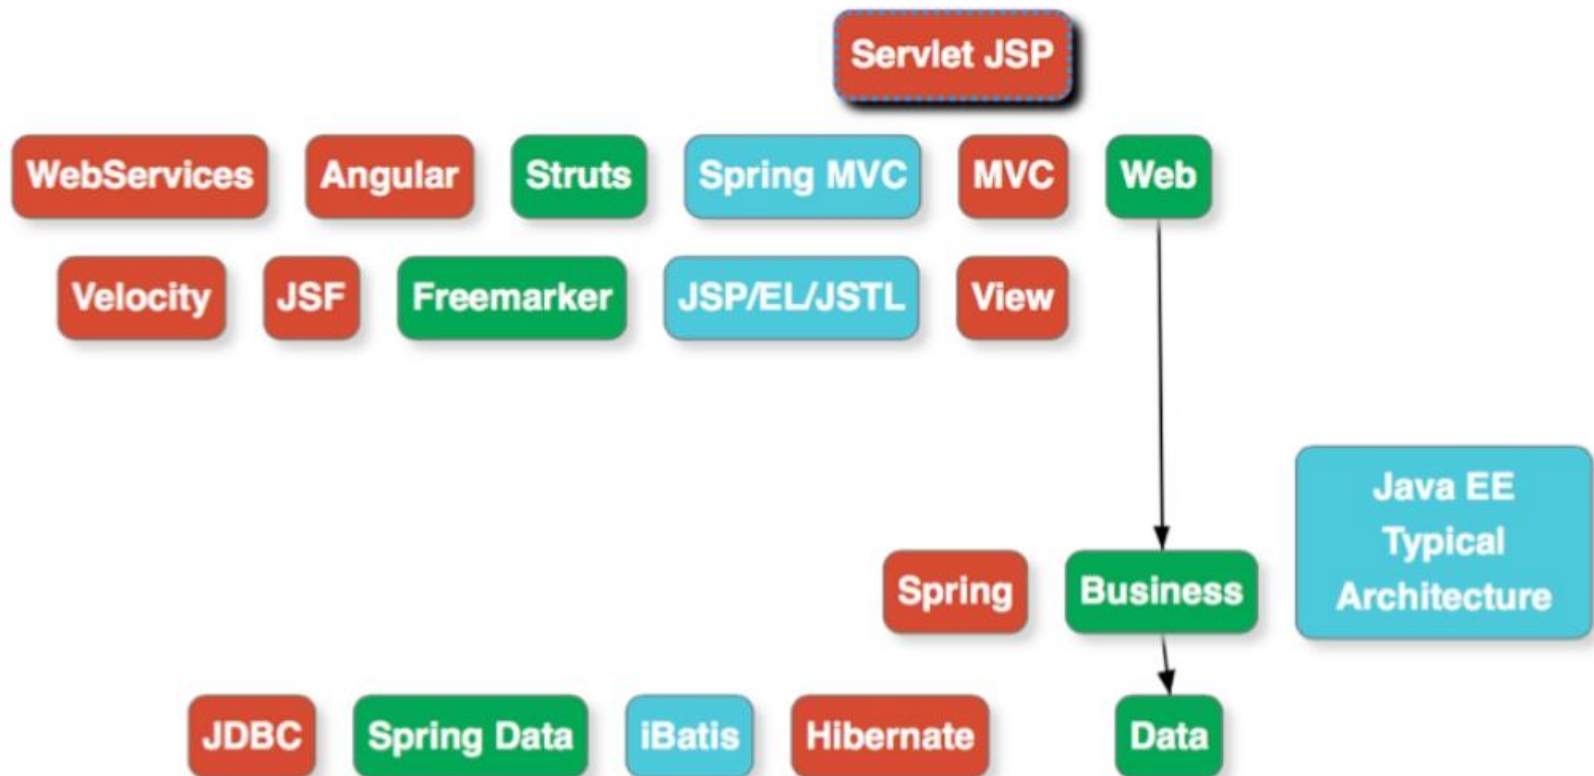 Servlet JSP
WebServices
Angular
Struts
Spring MVC
MVC
Web
Velocity
JSF
Freemarker
JSP/EL/JSTL
View
Java EE
Typical
Architecture
Spring
Business
JDBC
Spring Data
iBatis
Hibernate
Data